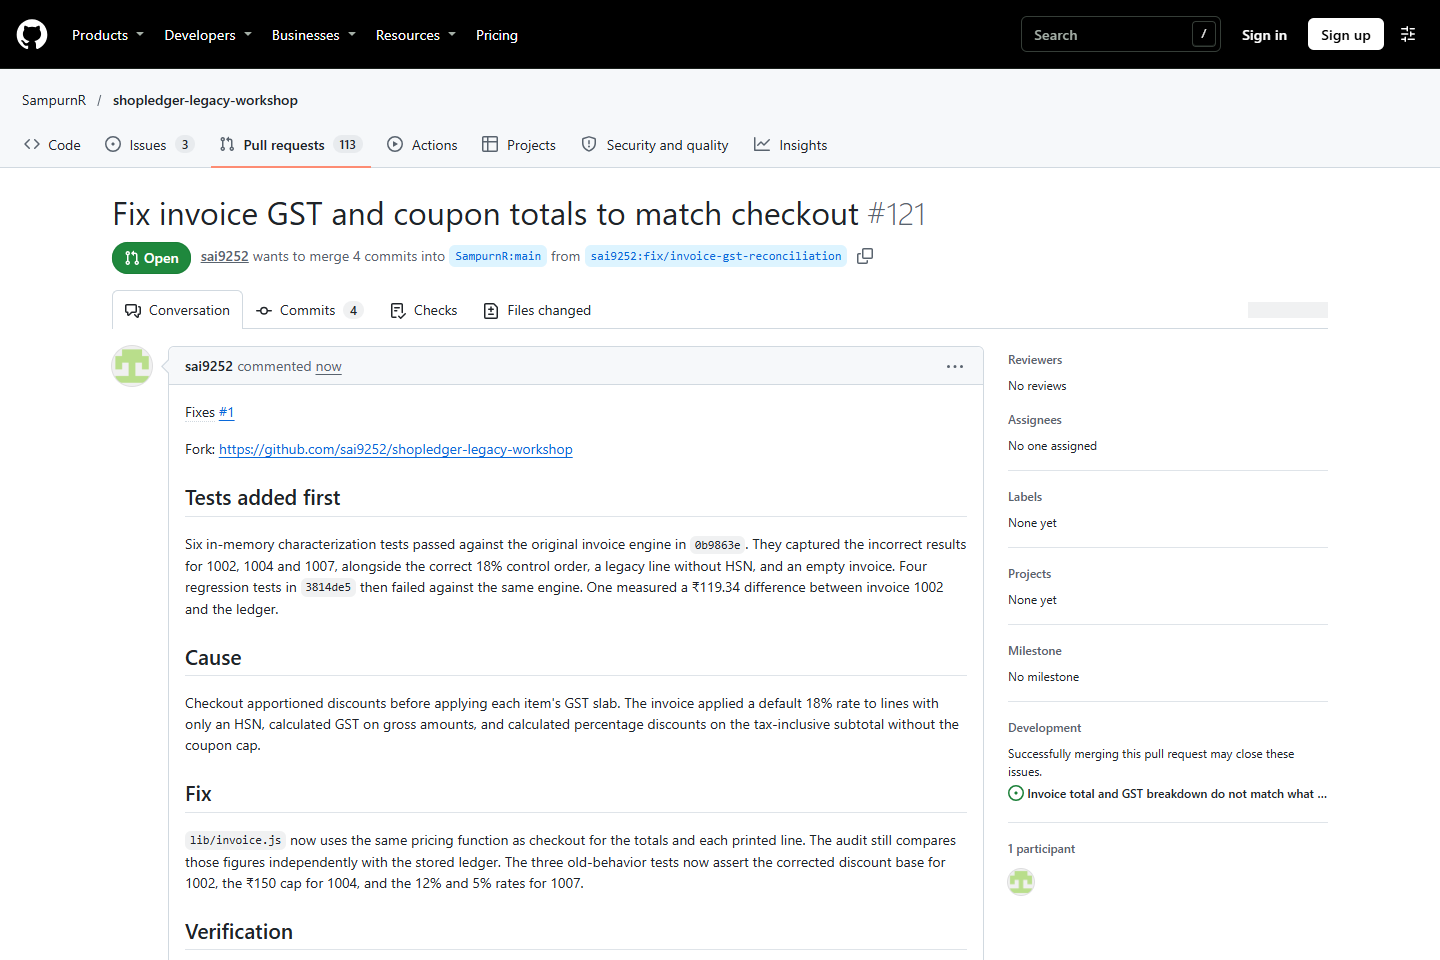 Products Developers Businesses Resources Pricing Search / Sign in Sign up
SampurnR / shopledger-legacy-workshop
Code Issues 3 Pull requests 113 Actions Projects Security and quality Insights
Fix invoice GST and coupon totals to match checkout #121
Open sai9252 wants to merge 4 commits into SampurnR:main from sai9252:fix/invoice-gst-reconciliation
Conversation Commits 4 Checks Files changed
sai9252 commented now
Fixes #1
Fork: https://github.com/sai9252/shopledger-legacy-workshop
Tests added first
Six in-memory characterization tests passed against the original invoice engine in 0b9863e. They captured the incorrect results
for 1002, 1004 and 1007, alongside the correct 18% control order, a legacy line without HSN, and an empty invoice. Four
regression tests in 3814de5 then failed against the same engine. One measured a ₹119.34 difference between invoice 1002
and the ledger.
Cause
Checkout apportioned discounts before applying each item's GST slab. The invoice applied a default 18% rate to lines with
only an HSN, calculated GST on gross amounts, and calculated percentage discounts on the tax-inclusive subtotal without the
coupon cap.
Fix
lib/invoice.js now uses the same pricing function as checkout for the totals and each printed line. The audit still compares
those figures independently with the stored ledger. The three old-behavior tests now assert the corrected discount base for
1002, the ₹150 cap for 1004, and the 12% and 5% rates for 1007.
Verification
Reviewers
No reviews
Assignees
No one assigned
Labels
None yet
Projects
None yet
Milestone
No milestone
Development
Successfully merging this pull request may close these
issues.
Invoice total and GST breakdown do not match what ...
1 participant